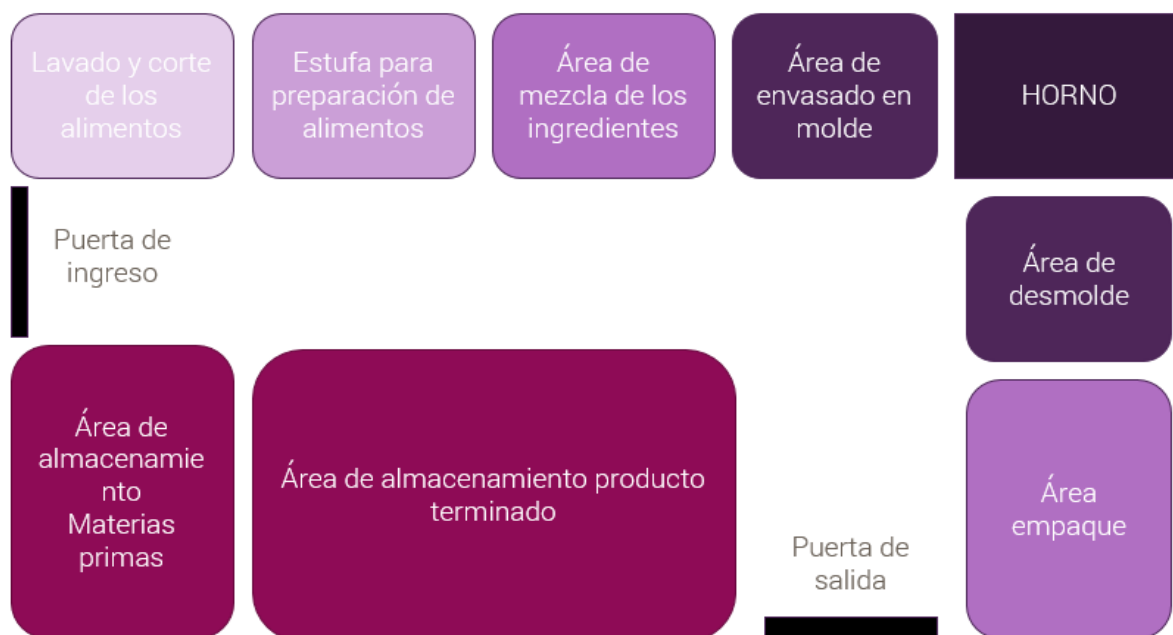 Lavado y corte
de los
alimentos
Estufa para
preparación de
alimentos
Área de
mezcla de los
ingredientes
Área de
envasado en
molde
HORNO
Puerta de
ingreso
Área de
desmolde
Área de
almacenamie
nto
Materias
primas
Área de almacenamiento producto
terminado
Puerta de
salida
Área
empaque